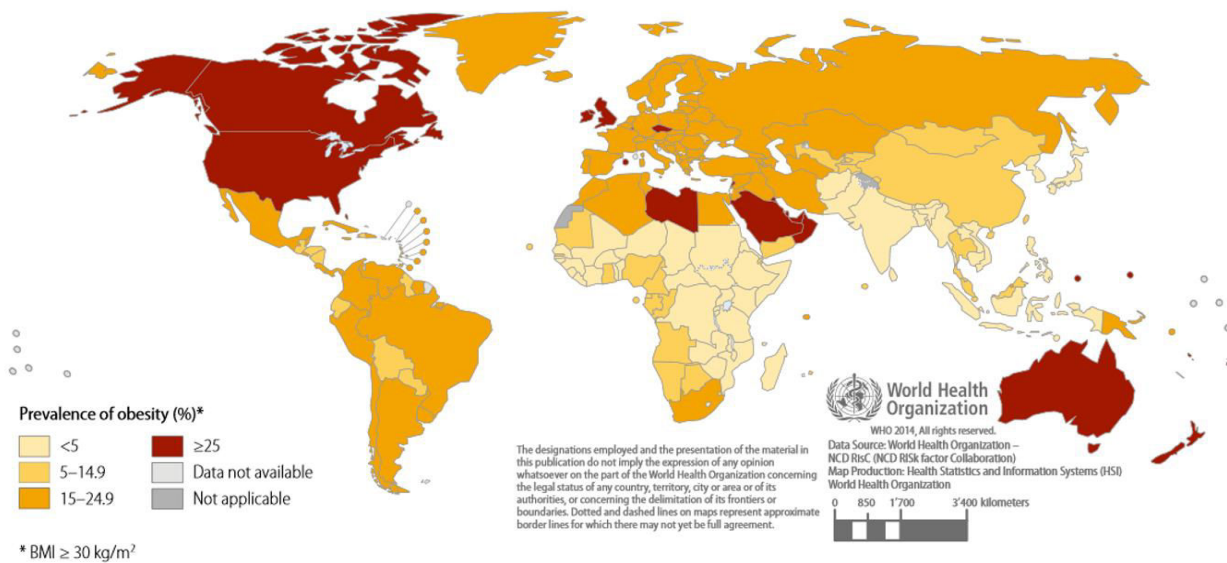 Prevalence of obesity (%)*
<5
5–14.9
15–24.9
≥25
Data not available
Not applicable
* BMI ≥ 30 kg/m²
The designations employed and the presentation of the material in
this publication do not imply the expression of any opinion
whatsoever on the part of the World Health Organization concerning
the legal status of any country, territory, city or area or of its
authorities, or concerning the delimitation of its frontiers or
boundaries. Dotted and dashed lines on maps represent approximate
border lines for which there may not yet be full agreement.
World Health
Organization
WHO 2014, All rights reserved.
Data Source: World Health Organization –
NCD RisC (NCD RISk factor Collaboration)
Map Production: Health Statistics and Information Systems (HSI)
World Health Organization
0 850 1'700 3'400 kilometers